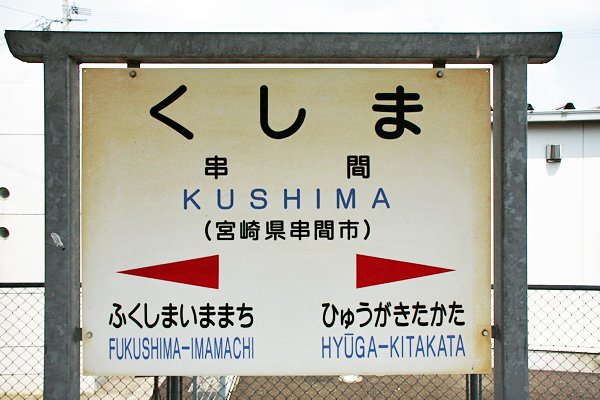 くしま
串間
KUSHIMA
(宮崎県串間市)
ふくしまいままち ひゅうがきたかた
FUKUSHIMA-IMAMACHI HYŪGA-KITAKATA